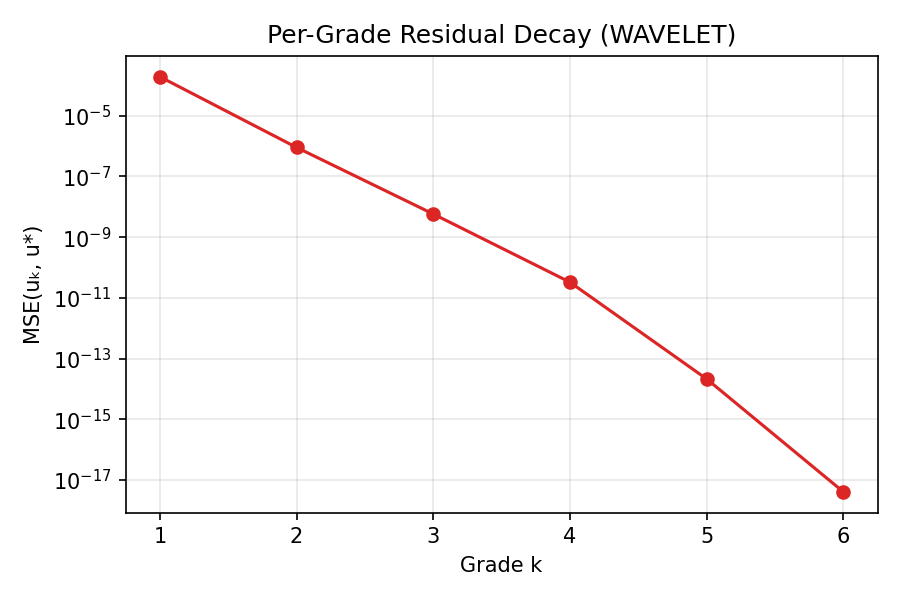 Per-Grade Residual Decay (WAVELET)
MSE(uₖ, u*)
10⁻⁵
10⁻⁷
10⁻⁹
10⁻¹¹
10⁻¹³
10⁻¹⁵
10⁻¹⁷
1 2 3 4 5 6
Grade k